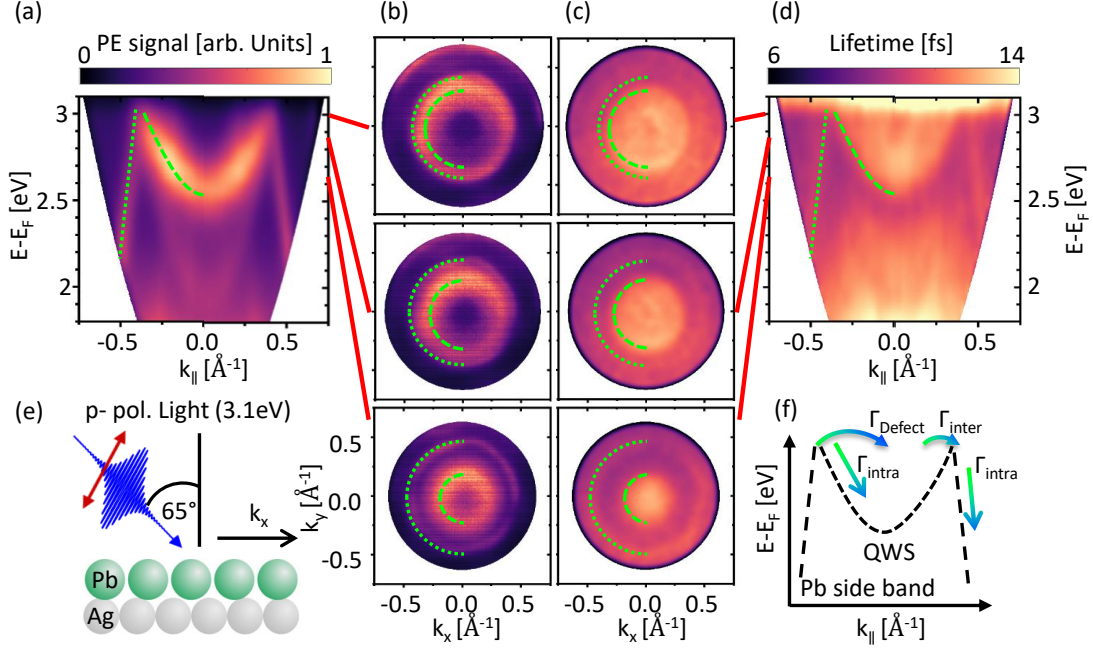 (a)
(b)
(c)
(d)
PE signal [arb. Units]
0
1
3
2.5
2
E-E_F [eV]
-0.5
0.0
0.5
k_|| [Å⁻¹]
Lifetime [fs]
6
14
3
2.5
2
E-E_F [eV]
-0.5
0.0
0.5
k_|| [Å⁻¹]
(e)
p- pol. Light (3.1eV)
65°
k_x
Pb
Ag
0.5
0.0
-0.5
k_y [Å⁻¹]
-0.5
0.0
0.5
k_x [Å⁻¹]
-0.5
0.0
0.5
k_x [Å⁻¹]
(f)
Γ_Defect
Γ_inter
Γ_intra
Γ_intra
E-E_F [eV]
QWS
Pb side band
k_|| [Å⁻¹]